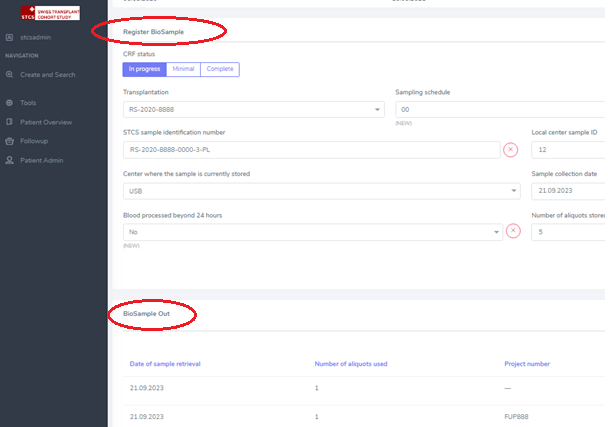 STCS SWISS TRANSPLANT
COHORT STUDY
stcsadmin
NAVIGATION
Create and Search
Tools
Patient Overview
Followup
Patient Admin
Register BioSample
CRF status
In progress Minimal Complete
Transplantation Sampling schedule
RS-2020-8888 00
(NEW)
STCS sample identification number Local center sample ID
RS-2020-8888-0000-3-PL 12
Center where the sample is currently stored Sample collection date
USB 21.09.2023
Blood processed beyond 24 hours Number of aliquots store
No 5
(NEW)
BioSample Out
Date of sample retrieval Number of aliquots used Project number
21.09.2023 1 —
21.09.2023 1 FUP888